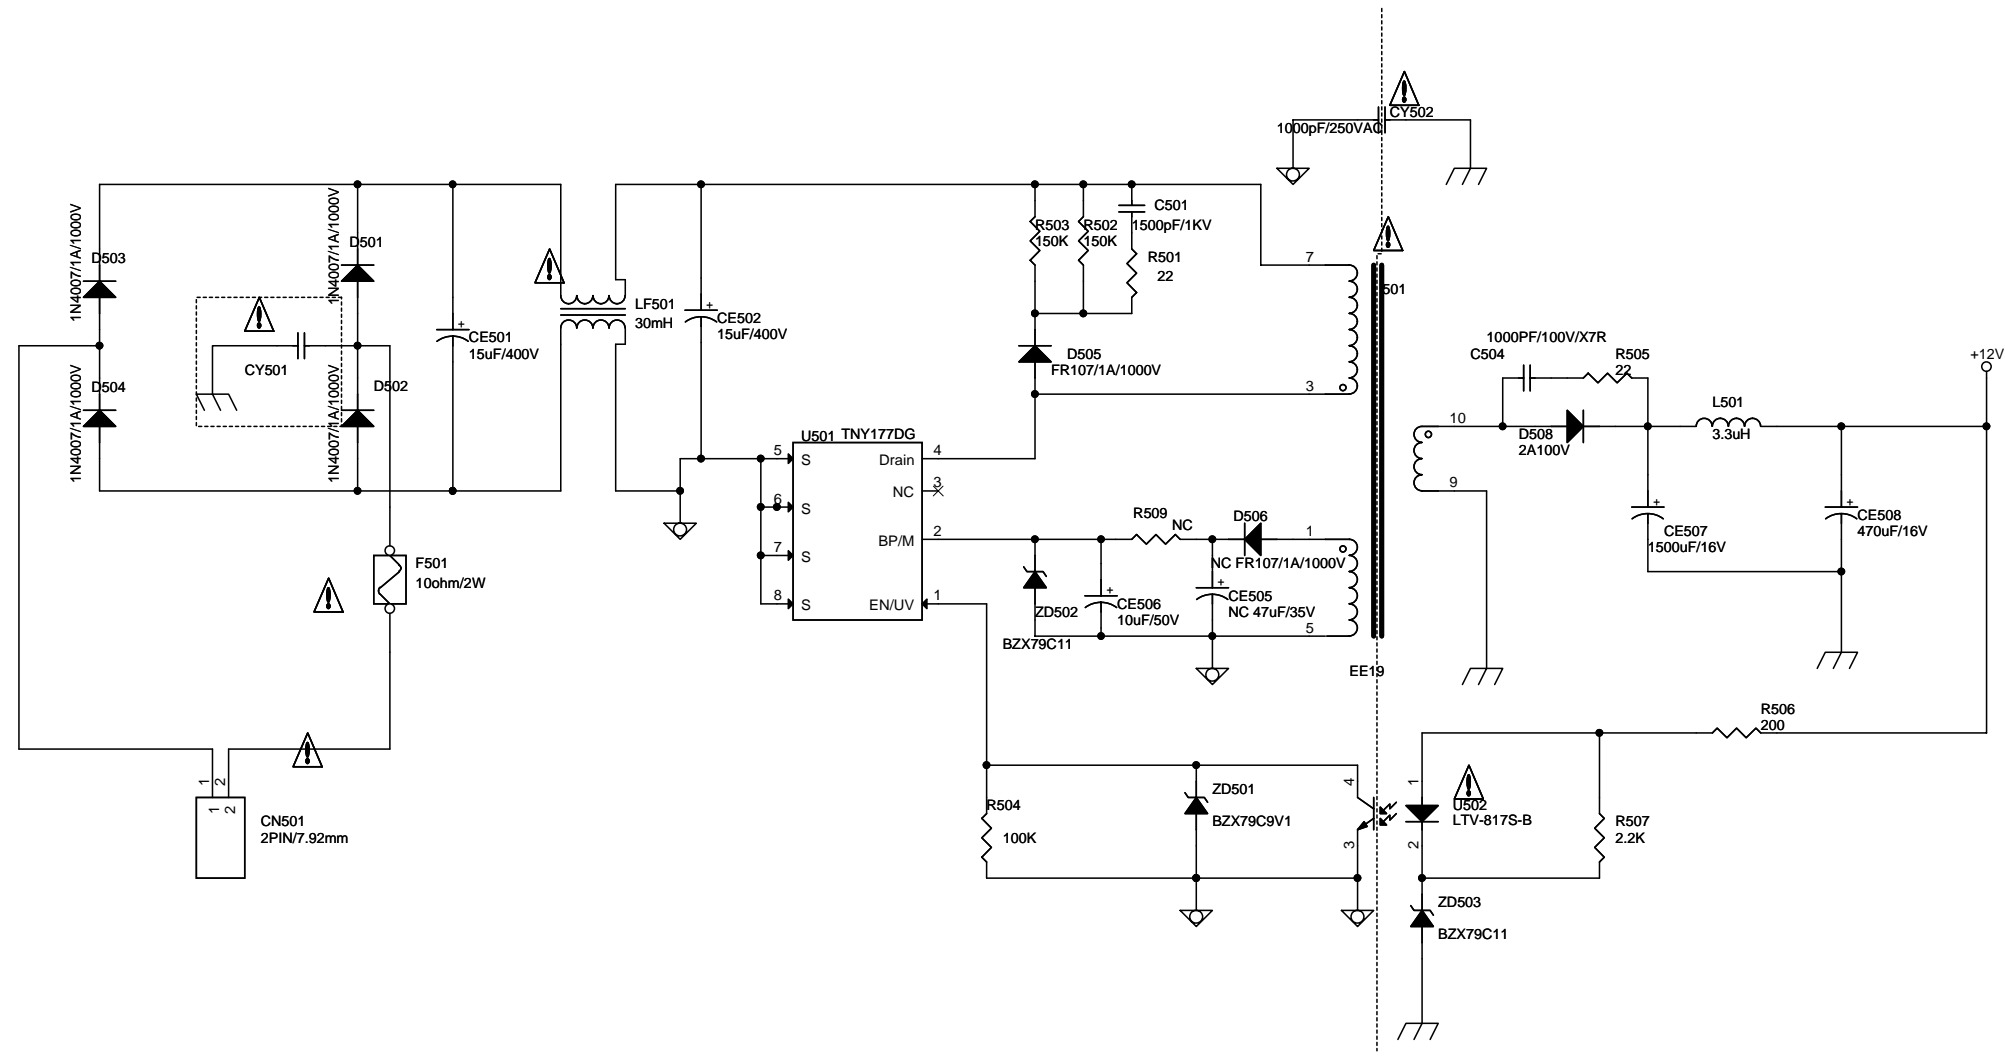 CY502
1000pF/250VAC
1N4007/1A/1000V
D503
1N4007/1A/1000V
D501
CY501
1N4007/1A/1000V
D504
1N4007/1A/1000V
D502
+
CE501
15uF/400V
LF501
30mH
+
CE502
15uF/400V
R503
150K
R502
150K
C501
1500pF/1KV
R501
22
D505
FR107/1A/1000V
7
3
501
U501
TNY177DG
5
S
6
S
7
S
8
S
Drain
4
NC
3
BP/M
2
EN/UV
1
R509
NC
D506
NC FR107/1A/1000V
1
5
ZD502
BZX79C11
+
CE506
10uF/50V
+
CE505
NC 47uF/35V
EE19
1000PF/100V/X7R
C504
R505
22
10
9
D508
2A100V
L501
3.3uH
+12V
+
CE507
1500uF/16V
+
CE508
470uF/16V
F501
10ohm/2W
1
2
1
2
CN501
2PIN/7.92mm
R504
100K
ZD501
BZX79C9V1
4
3
1
2
U502
LTV-817S-B
R506
200
R507
2.2K
ZD503
BZX79C11